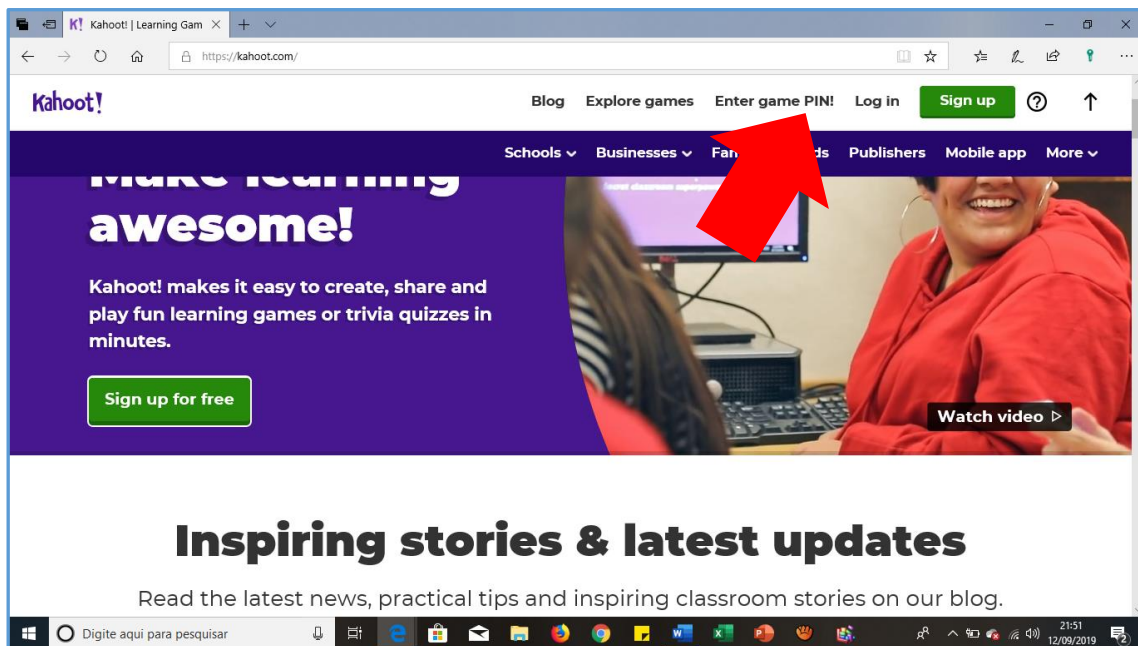 K! Kahoot! | Learning Gam
https://kahoot.com/
Kahoot!
Blog Explore games Enter game PIN! Log in Sign up
Schools Businesses Publishers Mobile app More
Make learning
awesome!
Kahoot! makes it easy to create, share and
play fun learning games or trivia quizzes in
minutes.
Sign up for free
Watch video
Inspiring stories & latest updates
Read the latest news, practical tips and inspiring classroom stories on our blog.
Digite aqui para pesquisar
21:51
12/09/2019